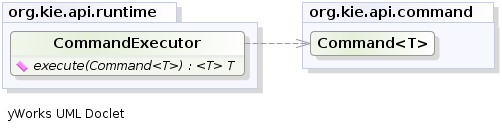 org.kie.api.runtime
CommandExecutor
execute(Command<T>) : <T> T
org.kie.api.command
Command<T>
yWorks UML Doclet